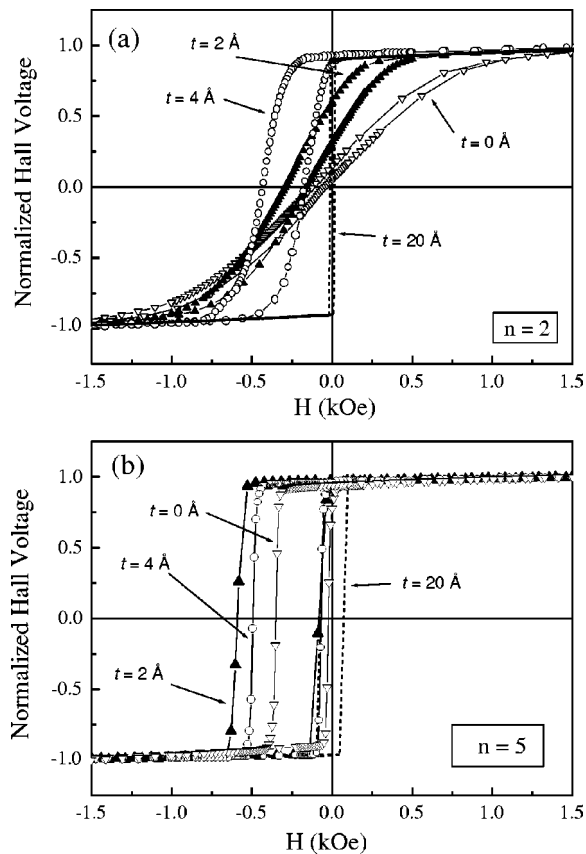 (a)
1.0
0.5
0.0
-0.5
-1.0
Normalized Hall Voltage
t = 2 Å
t = 4 Å
t = 0 Å
t = 20 Å
n = 2
-1.5 -1.0 -0.5 0.0 0.5 1.0 1.5
H (kOe)
(b)
1.0
0.5
0.0
-0.5
-1.0
Normalized Hall Voltage
t = 0 Å
t = 4 Å
t = 20 Å
t = 2 Å
n = 5
-1.5 -1.0 -0.5 0.0 0.5 1.0 1.5
H (kOe)